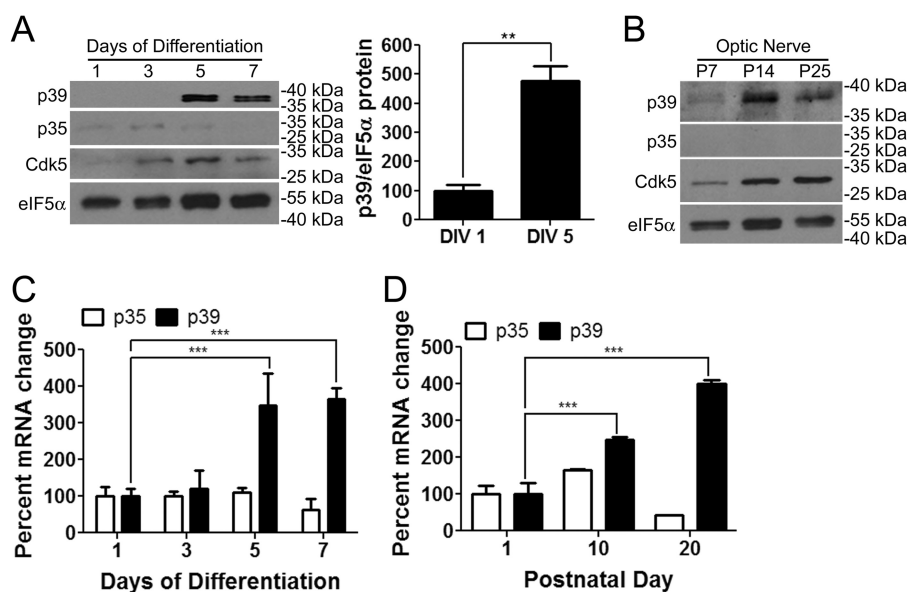 A
Days of Differentiation
1 3 5 7
p39
-40 kDa
-35 kDa
p35
-35 kDa
-25 kDa
Cdk5
-35 kDa
-25 kDa
eIF5α
-55 kDa
-40 kDa
p39/eIF5α protein
600
500
400
300
200
100
0
**
DIV 1 DIV 5
B
Optic Nerve
P7 P14 P25
p39
-40 kDa
-35 kDa
p35
-35 kDa
-25 kDa
Cdk5
-35 kDa
-25 kDa
eIF5α
-55 kDa
-40 kDa
C
p35 p39
Percent mRNA change
500
400
300
200
100
0
***
***
1 3 5 7
Days of Differentiation
D
p35 p39
Percent mRNA change
500
400
300
200
100
0
***
***
1 10 20
Postnatal Day